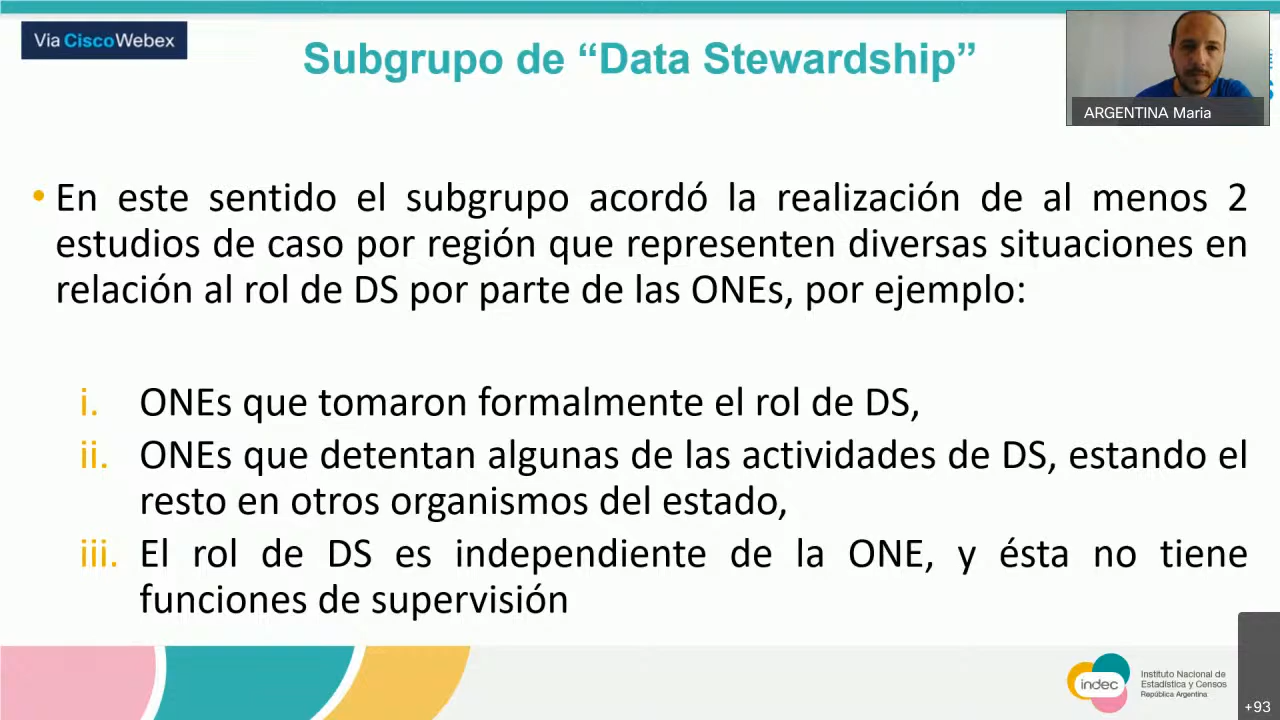 Vía CiscoWebex
Subgrupo de “Data Stewardship”
ARGENTINA Maria
• En este sentido el subgrupo acordó la realización de al menos 2
estudios de caso por región que representen diversas situaciones en
relación al rol de DS por parte de las ONEs, por ejemplo:
i. ONEs que tomaron formalmente el rol de DS,
ii. ONEs que detentan algunas de las actividades de DS, estando el
resto en otros organismos del estado,
iii. El rol de DS es independiente de la ONE, y ésta no tiene
funciones de supervisión
indec
Instituto Nacional de
Estadística y Censos
República Argentina
+93